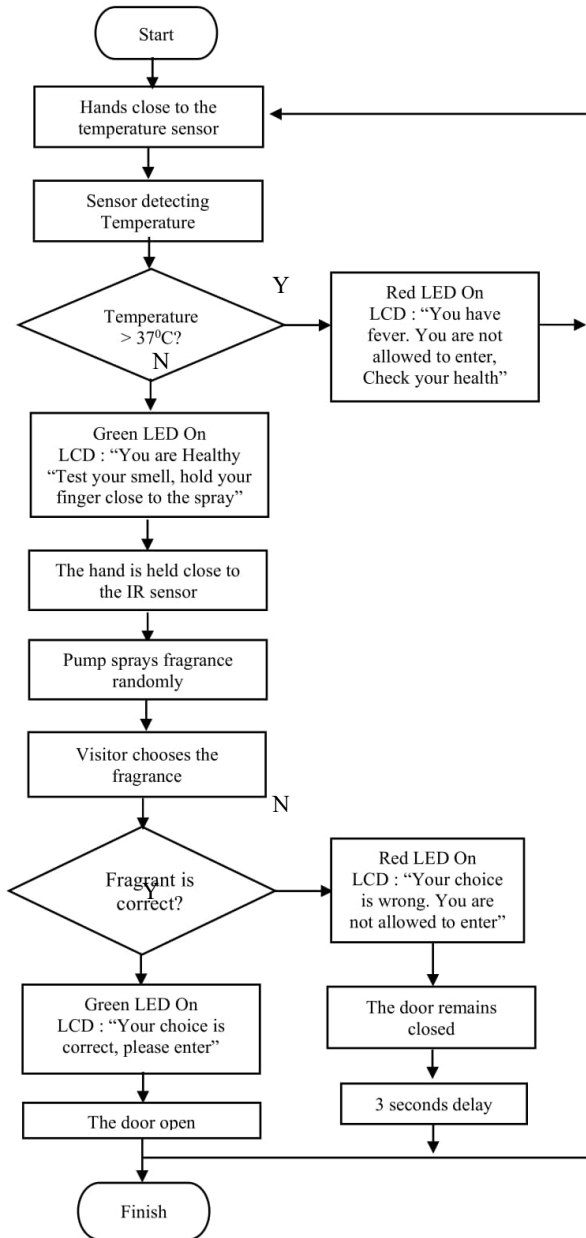 Start
Hands close to the
temperature sensor
Sensor detecting
Temperature
Temperature
> 37⁰C?
Y
N
Red LED On
LCD : “You have
fever. You are not
allowed to enter,
Check your health”
Green LED On
LCD : “You are Healthy
“Test your smell, hold your
finger close to the spray”
The hand is held close to
the IR sensor
Pump sprays fragrance
randomly
Visitor chooses the
fragrance
N
Fragrant is
correct?
Y
Red LED On
LCD : “Your choice
is wrong. You are
not allowed to enter”
Green LED On
LCD : “Your choice is
correct, please enter”
The door remains
closed
The door open
3 seconds delay
Finish